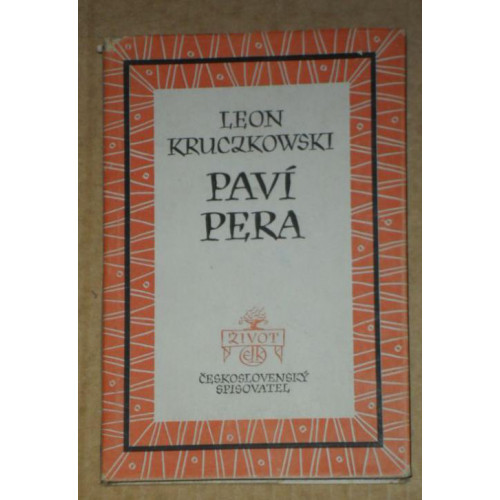 LEON
KRUCZKOWSKI
PAVÍ
PERA
ŽIVOT
ČESKOSLOVENSKÝ
SPISOVATEL